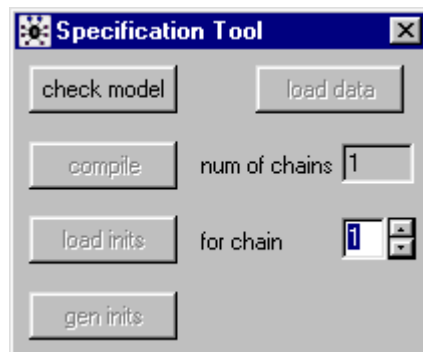 Specification Tool
check model load data
compile num of chains 1
load inits for chain 1
gen inits